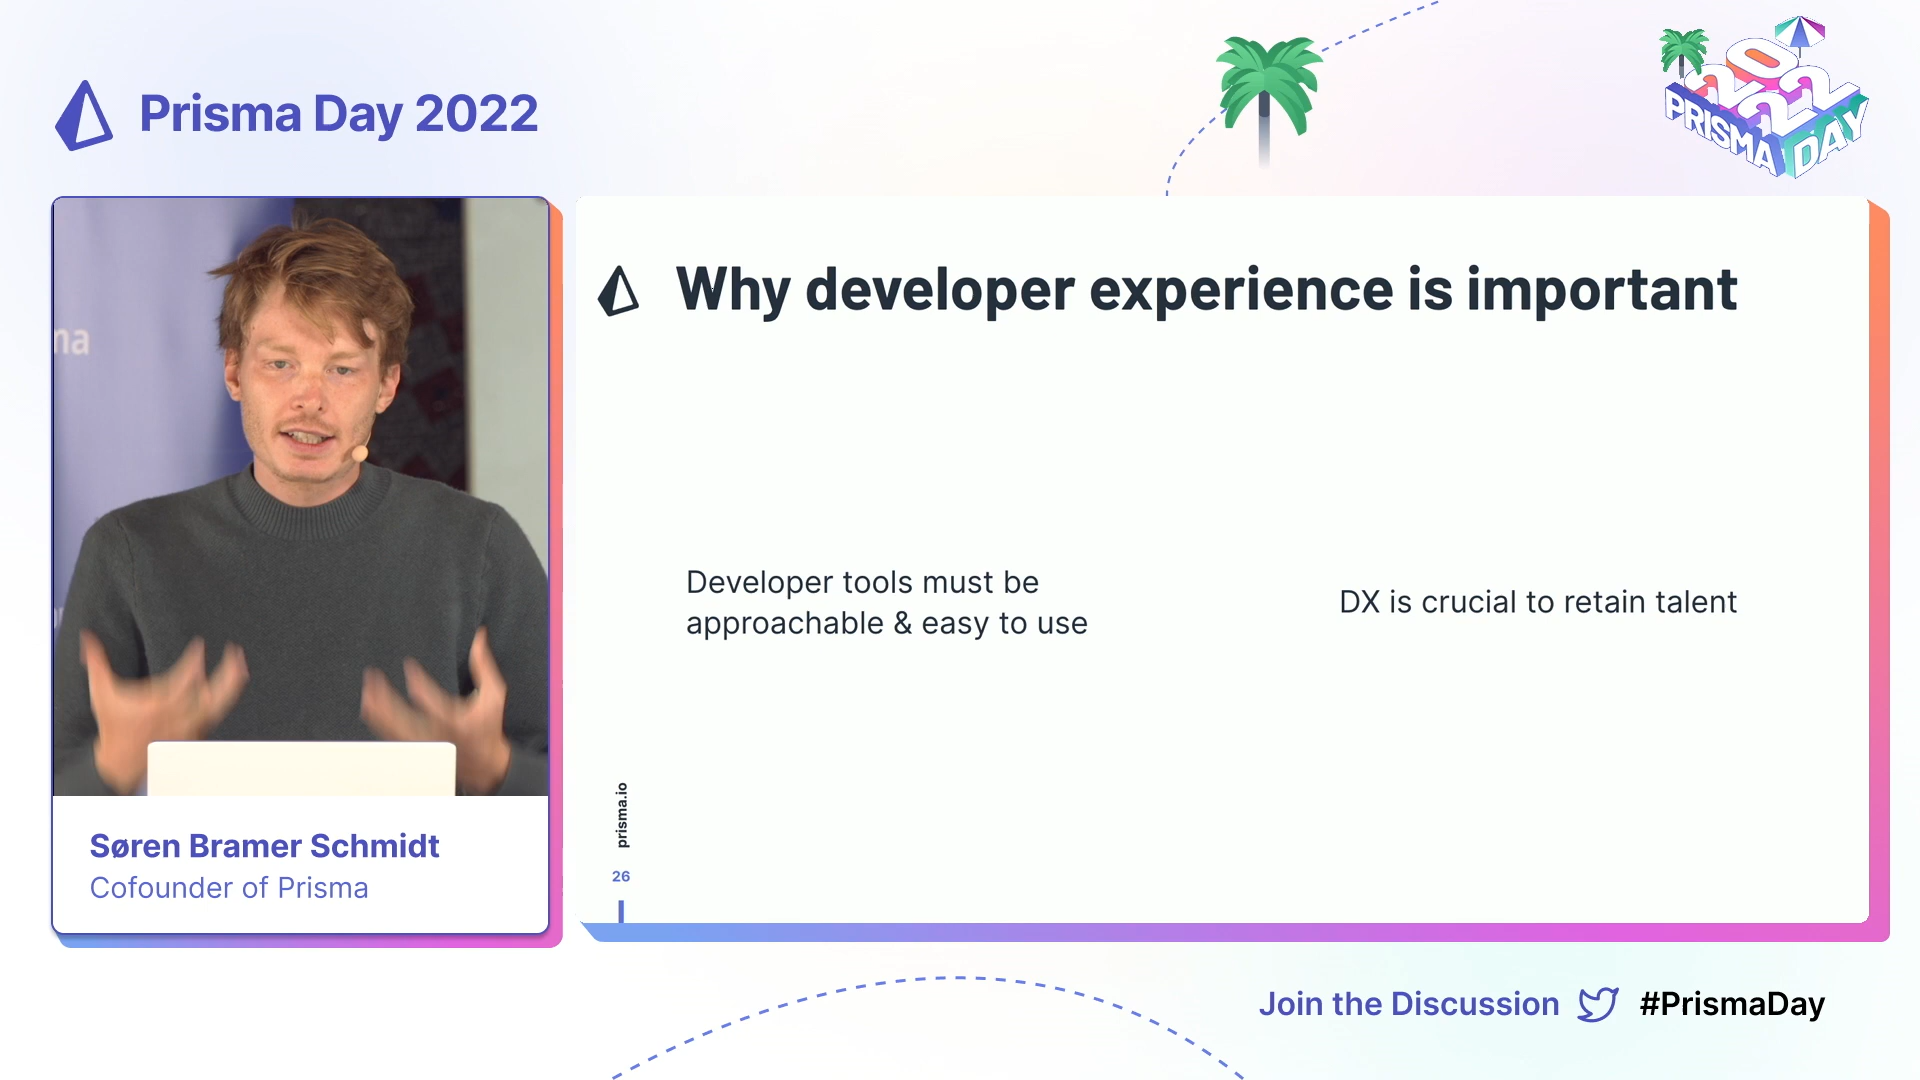 Prisma Day 2022
2022
PRISMA DAY
ma
Why developer experience is important
Developer tools must be
approachable & easy to use
DX is crucial to retain talent
prisma.io
26
Søren Bramer Schmidt
Cofounder of Prisma
Join the Discussion #PrismaDay